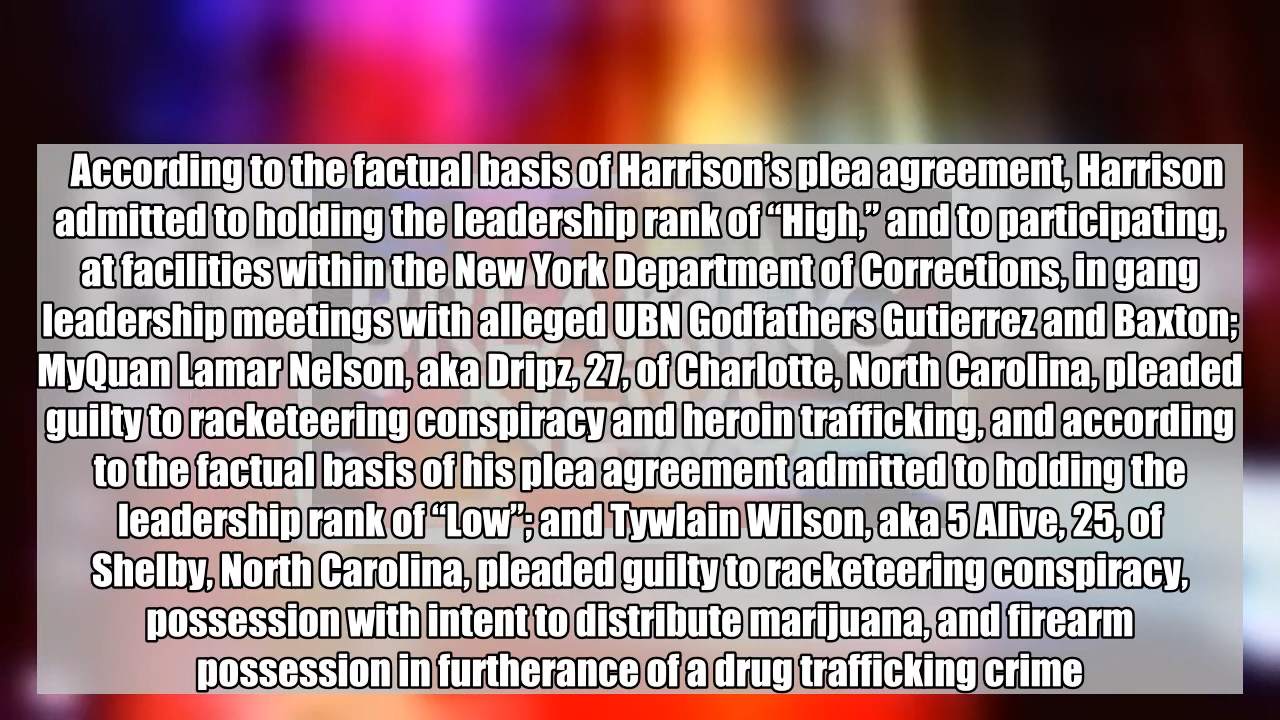 According to the factual basis of Harrison’s plea agreement, Harrison
admitted to holding the leadership rank of “High,” and to participating,
at facilities within the New York Department of Corrections, in gang
leadership meetings with alleged UBN Godfathers Gutierrez and Baxton;
MyQuan Lamar Nelson, aka Dripz, 27, of Charlotte, North Carolina, pleaded
guilty to racketeering conspiracy and heroin trafficking, and according
to the factual basis of his plea agreement admitted to holding the
leadership rank of “Low”; and Tywlain Wilson, aka 5 Alive, 25, of
Shelby, North Carolina, pleaded guilty to racketeering conspiracy,
possession with intent to distribute marijuana, and firearm
possession in furtherance of a drug trafficking crime